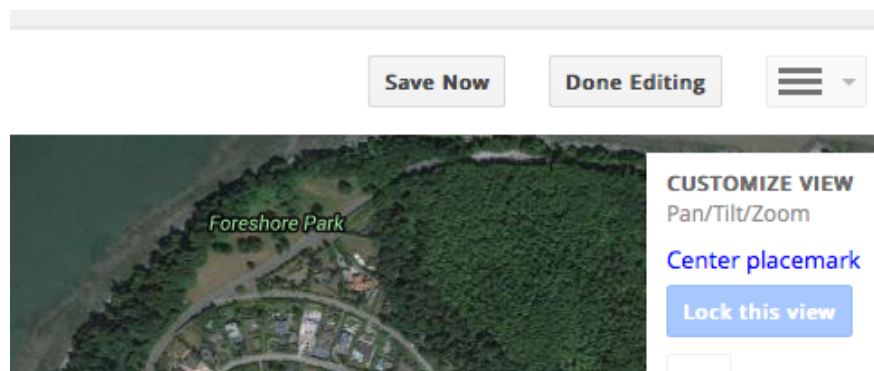 Save Now
Done Editing
Foreshore Park
CUSTOMIZE VIEW
Pan/Tilt/Zoom
Center placemark
Lock this view